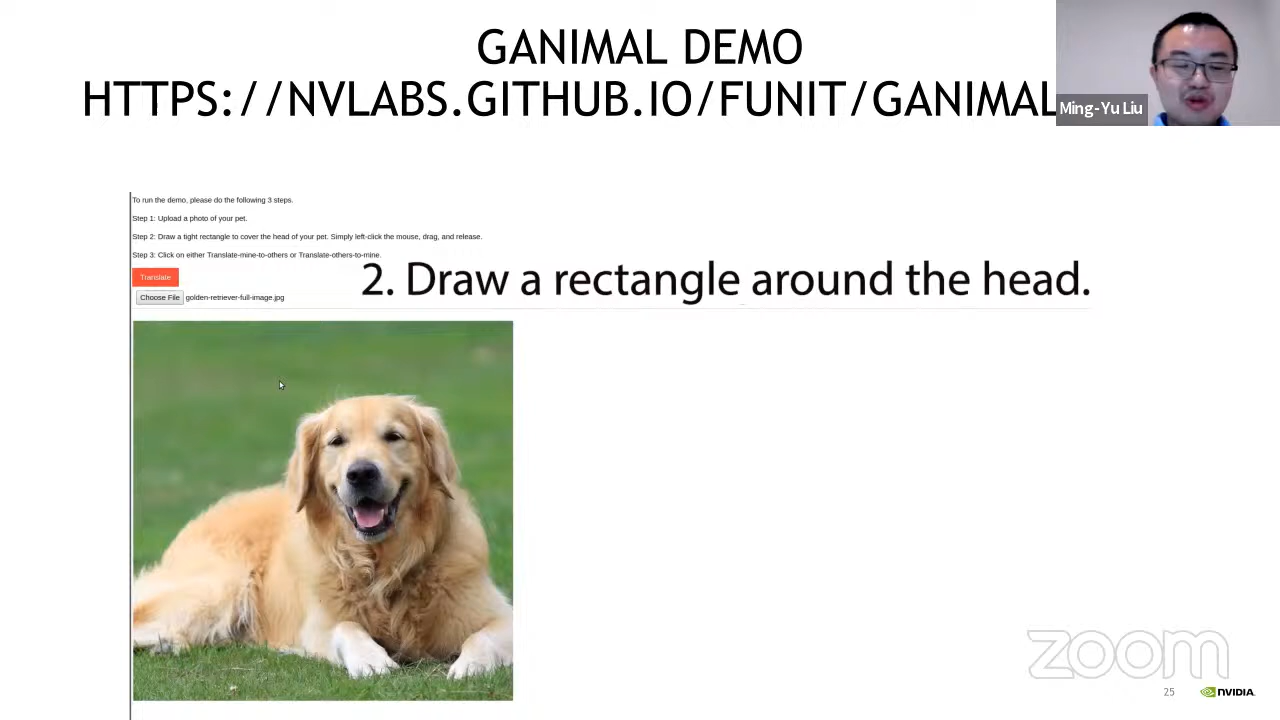 GANIMAL DEMO
HTTPS://NVLABS.GITHUB.IO/FUNIT/GANIMAL
Ming-Yu Liu
To run the demo, please do the following 3 steps.
Step 1: Upload a photo of your pet.
Step 2: Draw a tight rectangle to cover the head of your pet. Simply left-click the mouse, drag, and release.
Step 3: Click on either Translate-mine-to-others or Translate-others-to-mine.
2. Draw a rectangle around the head.
Translate
Choose File golden-retriever-full-image.jpg
zoom
25 NVIDIA.